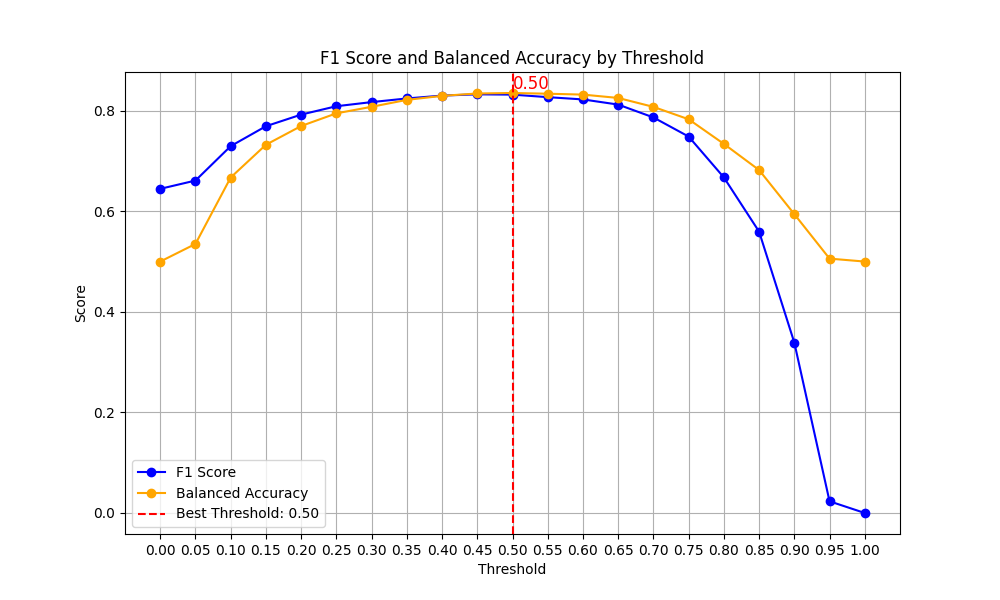 F1 Score and Balanced Accuracy by Threshold
0.50
0.8
0.6
0.4
0.2
0.0
Score
F1 Score
Balanced Accuracy
Best Threshold: 0.50
0.00 0.05 0.10 0.15 0.20 0.25 0.30 0.35 0.40 0.45 0.50 0.55 0.60 0.65 0.70 0.75 0.80 0.85 0.90 0.95 1.00
Threshold